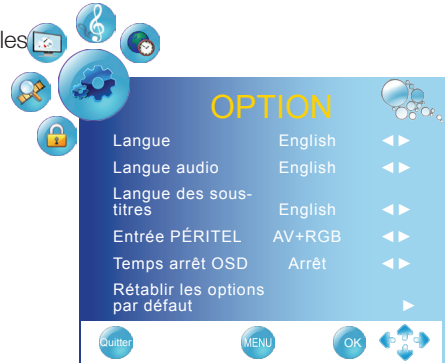 les
OPTION
Langue English
Langue audio English
Langue des sous-
titres English
Entrée PÉRITEL AV+RGB
Temps arrêt OSD Arrêt
Rétablir les options
par défaut
Quitter MENU OK